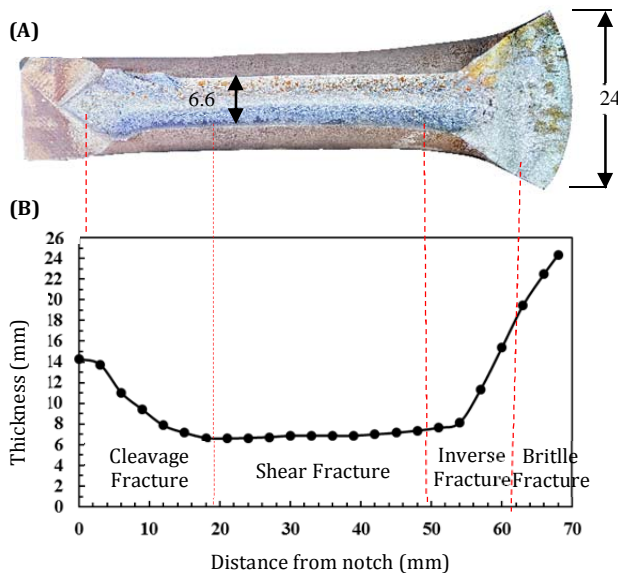 (A)
6.6
24
(B)
26
24
22
20
18
16
14
12
10
8
6
4
2
0
Thickness (mm)
Cleavage
Fracture
Shear Fracture
Inverse
Fracture
Britlle
Fracture
0 10 20 30 40 50 60 70
Distance from notch (mm)